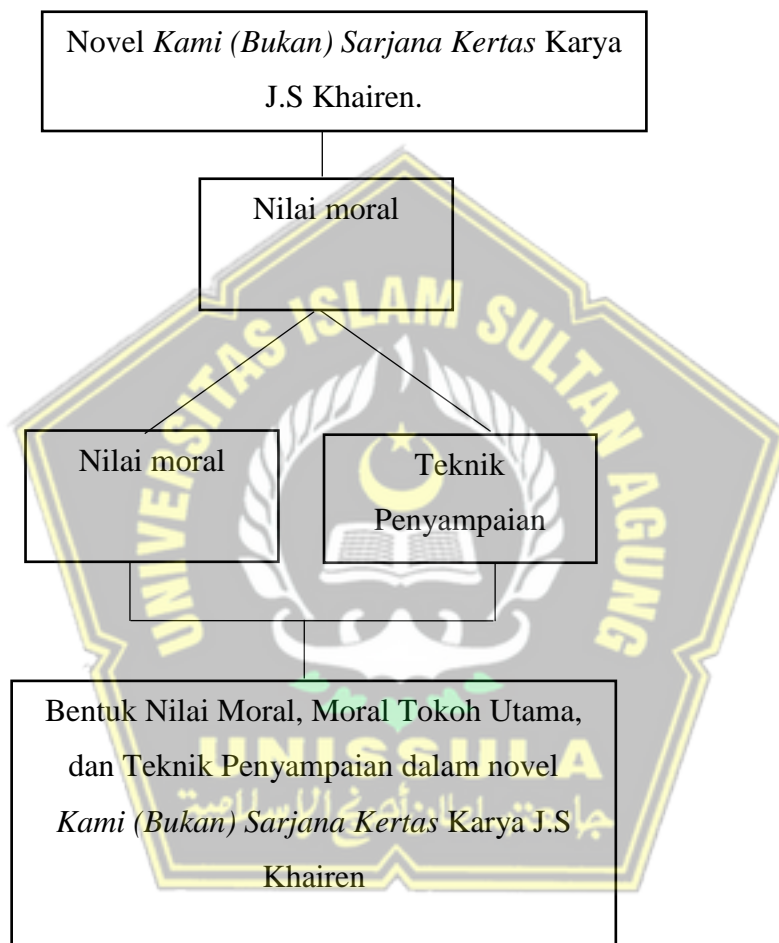 Novel Kami (Bukan) Sarjana Kertas Karya
J.S Khairen.
Nilai moral
UNIVERSITAS ISLAM SULTAN AGUNG
Nilai moral
Teknik
Penyampaian
Bentuk Nilai Moral, Moral Tokoh Utama,
dan Teknik Penyampaian dalam novel
Kami (Bukan) Sarjana Kertas Karya J.S
Khairen
UNISSULA